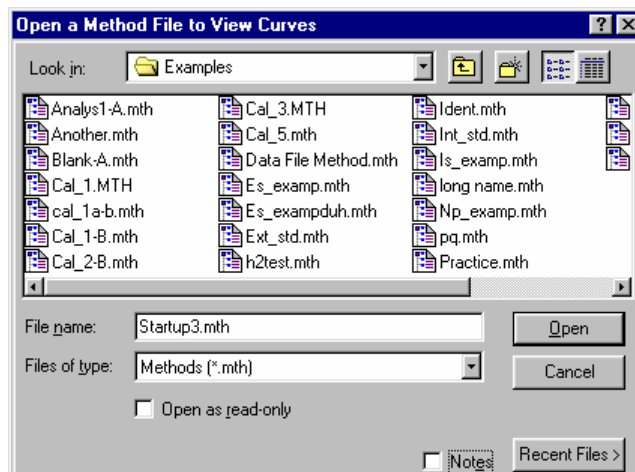 Open a Method File to View Curves
Look in: Examples
Analys1-A.mth
Another.mth
Blank-A.mth
Cal_1.MTH
cal_1a-b.mth
Cal_1-B.mth
Cal_2-B.mth
Cal_3.MTH
Cal_5.mth
Data File Method.mth
Es_examp.mth
Es_exampduh.mth
Ext_std.mth
h2test.mth
Ident.mth
Int_std.mth
Is_examp.mth
long name.mth
Np_examp.mth
pq.mth
Practice.mth
File name: Startup3.mth Open
Files of type: Methods (*.mth) Cancel
Open as read-only
Notes Recent Files >